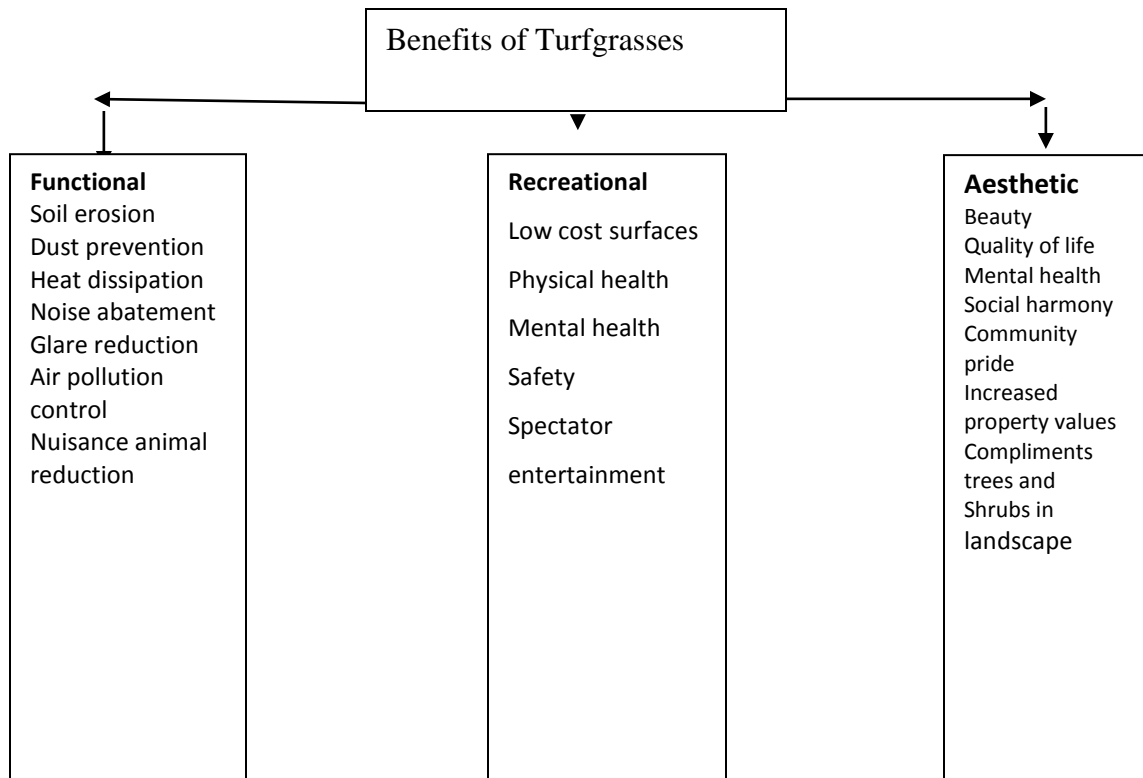 Benefits of Turfgrasses
Functional
Soil erosion
Dust prevention
Heat dissipation
Noise abatement
Glare reduction
Air pollution
control
Nuisance animal
reduction
Recreational
Low cost surfaces
Physical health
Mental health
Safety
Spectator
entertainment
Aesthetic
Beauty
Quality of life
Mental health
Social harmony
Community
pride
Increased
property values
Compliments
trees and
Shrubs in
landscape